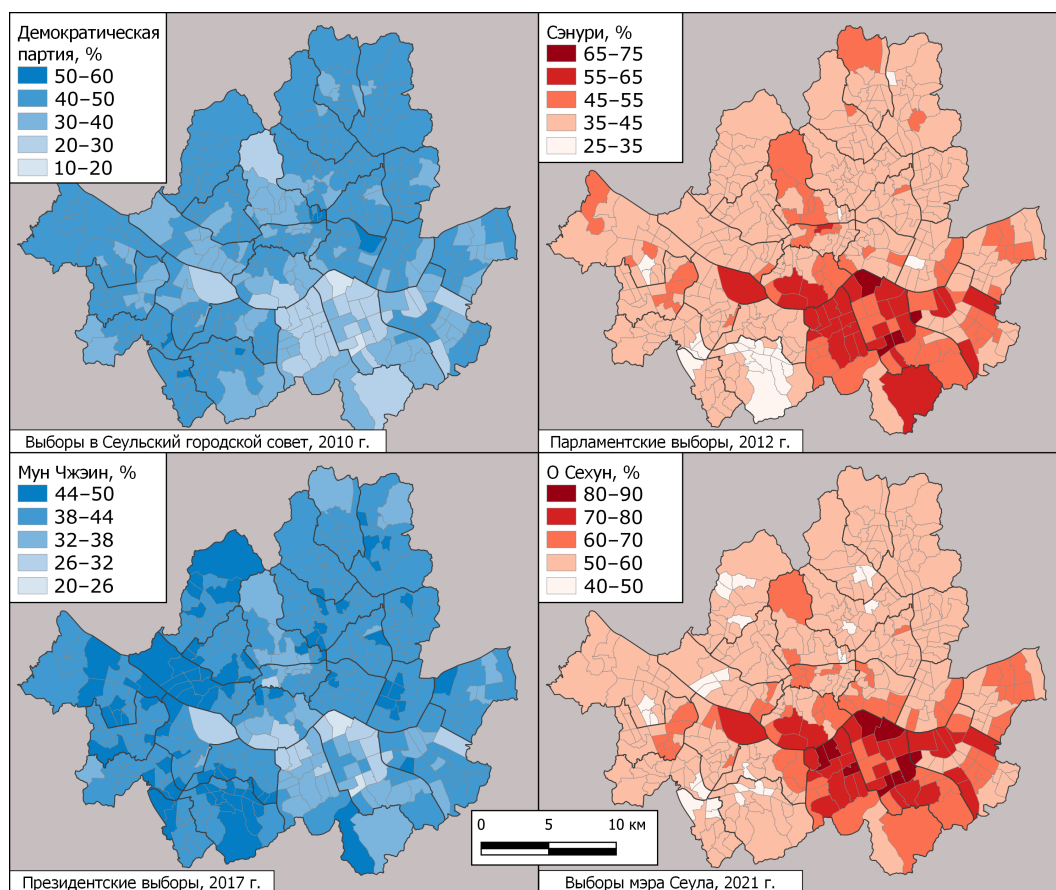 Демократическая
партия, %
50–60
40–50
30–40
20–30
10–20
Выборы в Сеульский городской совет, 2010 г.
Сэнури, %
65–75
55–65
45–55
35–45
25–35
Парламентские выборы, 2012 г.
Мун Чжэин, %
44–50
38–44
32–38
26–32
20–26
Президентские выборы, 2017 г.
О Сехун, %
80–90
70–80
60–70
50–60
40–50
0 5 10 км
Выборы мэра Сеула, 2021 г.